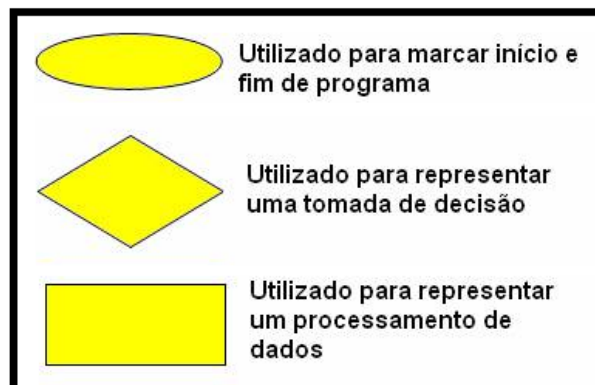 Utilizado para marcar início e
fim de programa
Utilizado para representar
uma tomada de decisão
Utilizado para representar
um processamento de
dados